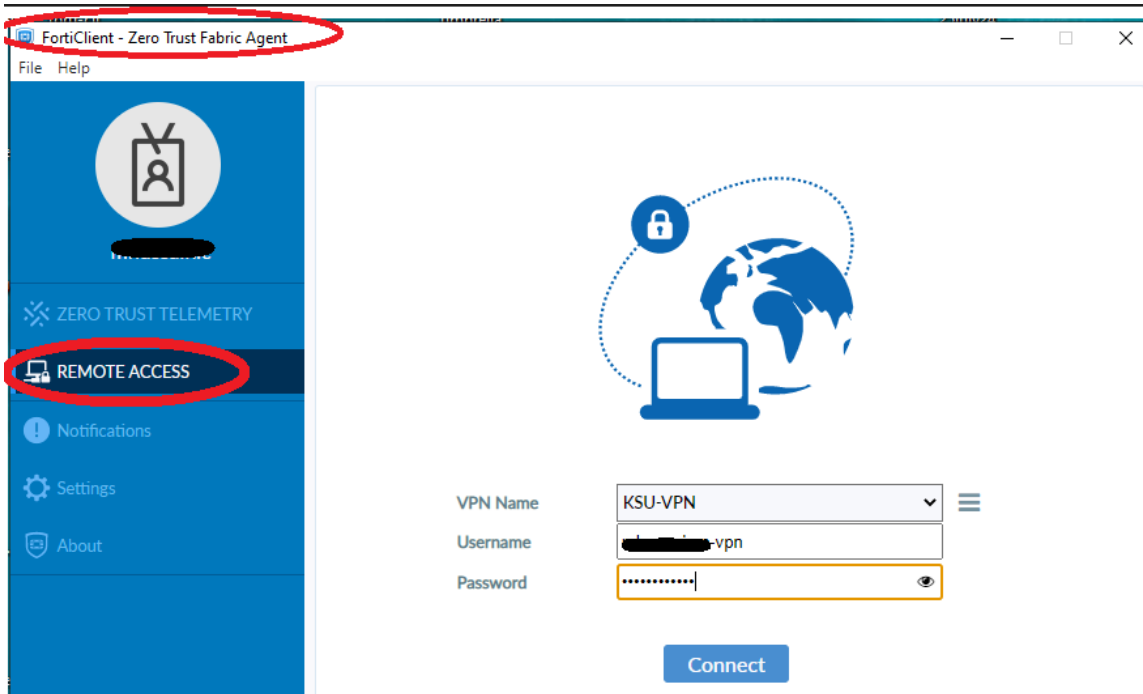 FortiClient - Zero Trust Fabric Agent
File Help
ZERO TRUST TELEMETRY
REMOTE ACCESS
Notifications
Settings
About
VPN Name KSU-VPN
Username -vpn
Password ••••••••••••
Connect